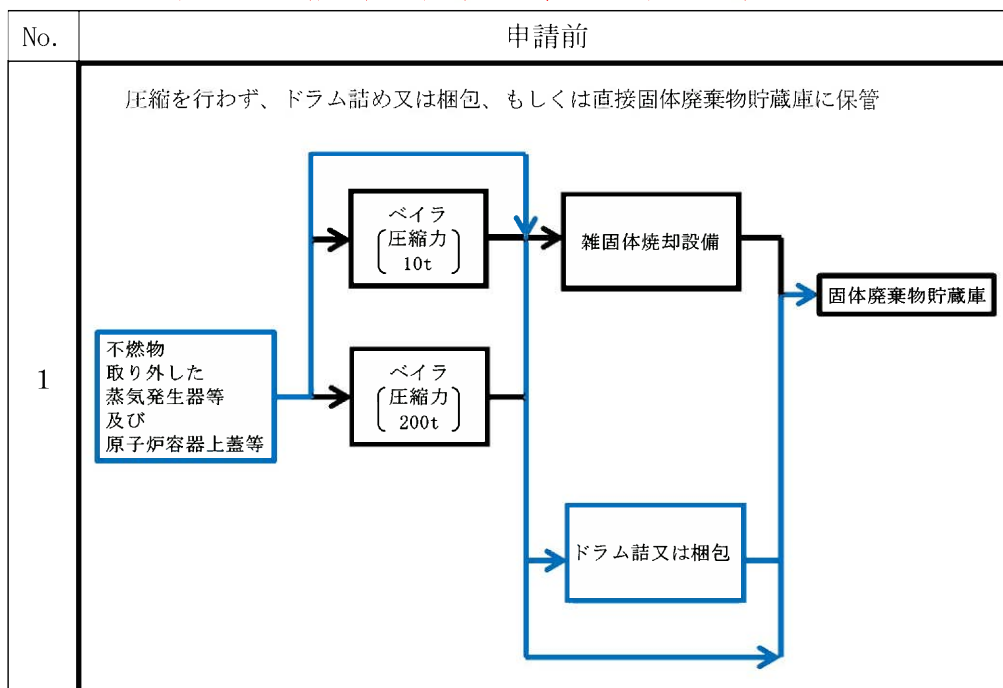 No.
申請前
1
圧縮を行わず、ドラム詰め又は梱包、もしくは直接固体廃棄物貯蔵庫に保管
ベイラ
圧縮力
10t
雑固体焼却設備
固体廃棄物貯蔵庫
不燃物
取り外した
蒸気発生器等
及び
原子炉容器上蓋等
ベイラ
圧縮力
200t
ドラム詰又は梱包